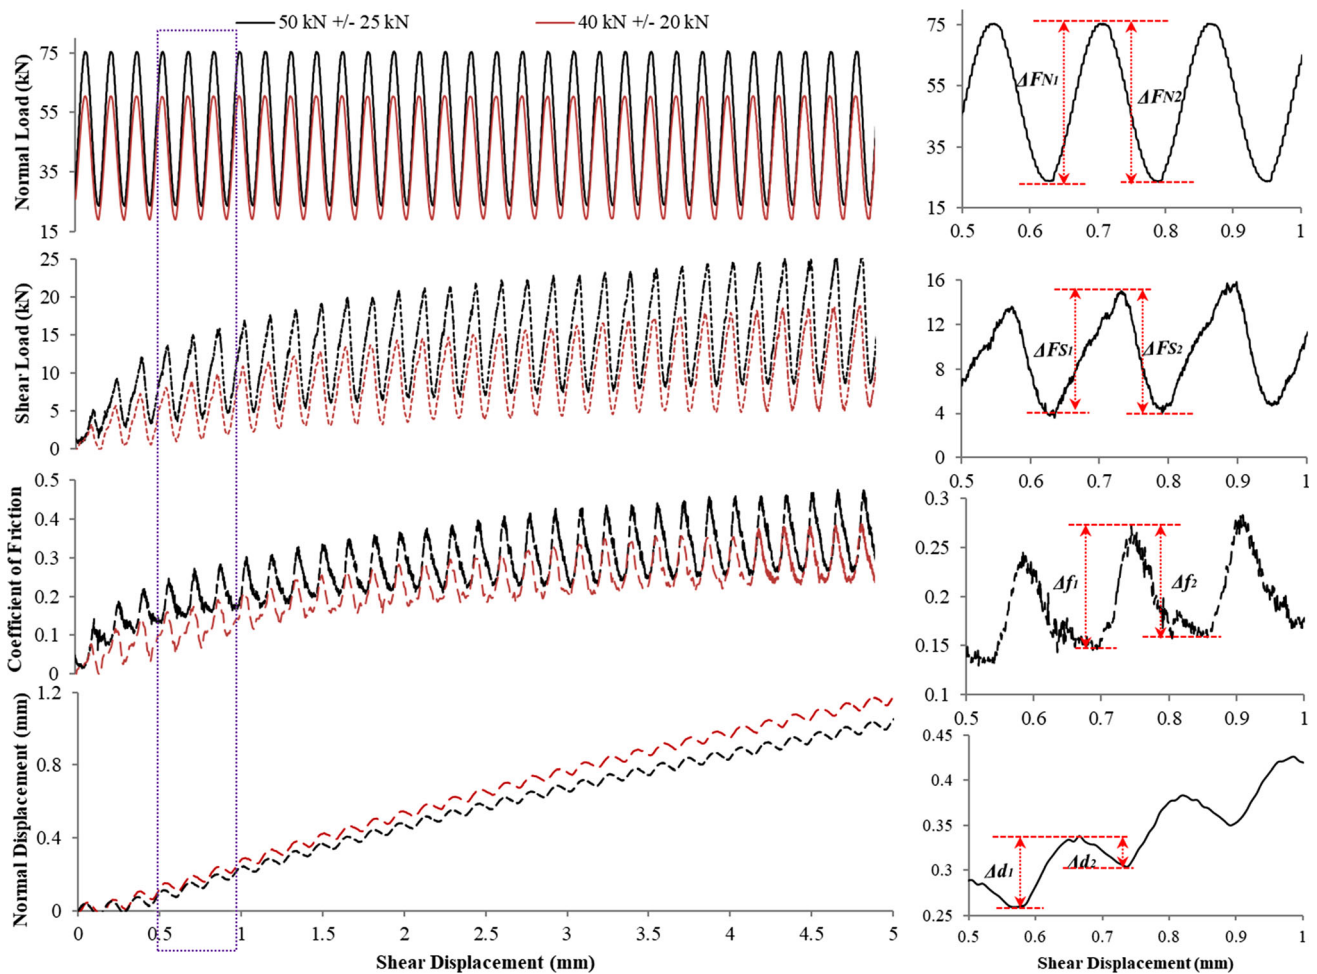 50 kN +/- 25 kN
40 kN +/- 20 kN
Normal Load (kN)
75
55
35
15
Shear Load (kN)
25
20
15
10
5
0
Coefficient of Friction
0.5
0.4
0.3
0.2
0.1
0
Normal Displacement (mm)
1.2
0.8
0.4
0
0 0.5 1 1.5 2 2.5 3 3.5 4 4.5 5
Shear Displacement (mm)
75
55
35
15
ΔFN1
ΔFN2
0.5 0.6 0.7 0.8 0.9 1
16
12
8
4
0
ΔFS1
ΔFS2
0.5 0.6 0.7 0.8 0.9 1
0.3
0.25
0.2
0.15
0.1
Δf1
Δf2
0.5 0.6 0.7 0.8 0.9 1
0.45
0.4
0.35
0.3
0.25
Δd1
Δd2
0.5 0.6 0.7 0.8 0.9 1
Shear Displacement (mm)